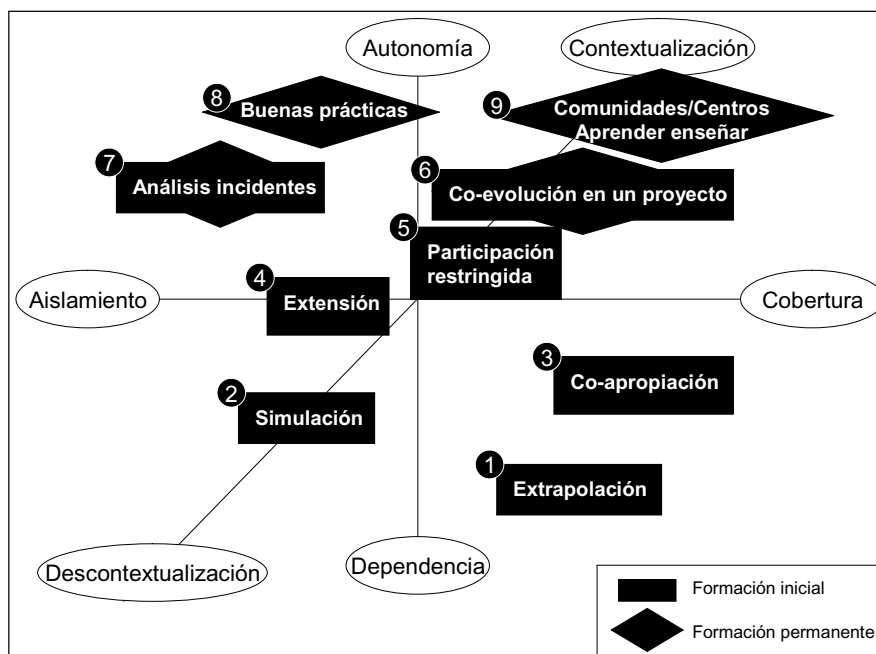 Autonomía
Contextualización
8
Buenas prácticas
9
Comunidades/Centros
Aprender enseñar
7
Análisis incidentes
6
Co-evolución en un proyecto
5
Participación
restringida
4
Extensión
Aislamiento
Cobertura
3
Co-apropiación
2
Simulación
1
Extrapolación
Descontextualización
Dependencia
Formación inicial
Formación permanente